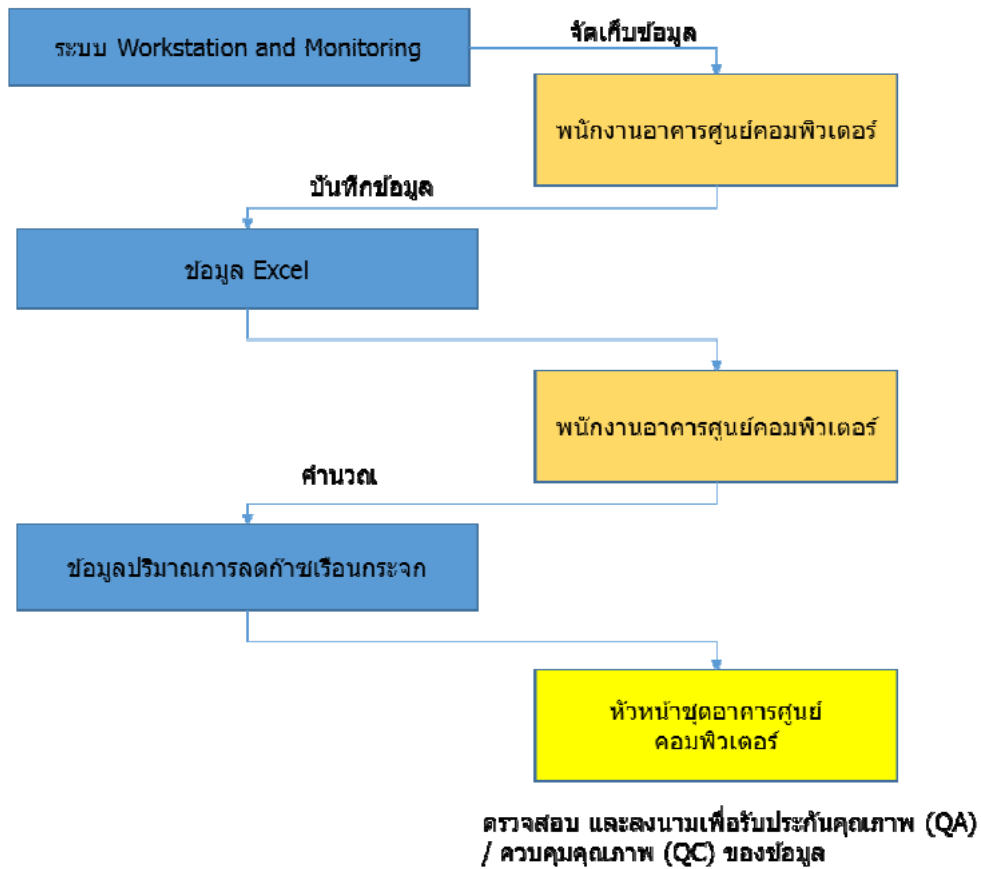 ระบบ Workstation and Monitoring
จัดเก็บข้อมูล
พนักงานอาคารศูนย์คอมพิวเตอร์
บันทึกข้อมูล
ข้อมูล Excel
พนักงานอาคารศูนย์คอมพิวเตอร์
คำนวณ
ข้อมูลปริมาณการลดก๊าซเรือนกระจก
หัวหน้าชุดอาคารศูนย์
คอมพิวเตอร์
ตรวจสอบ และลงนามเพื่อรับประกันคุณภาพ (QA)
/ ควบคุมคุณภาพ (QC) ของข้อมูล